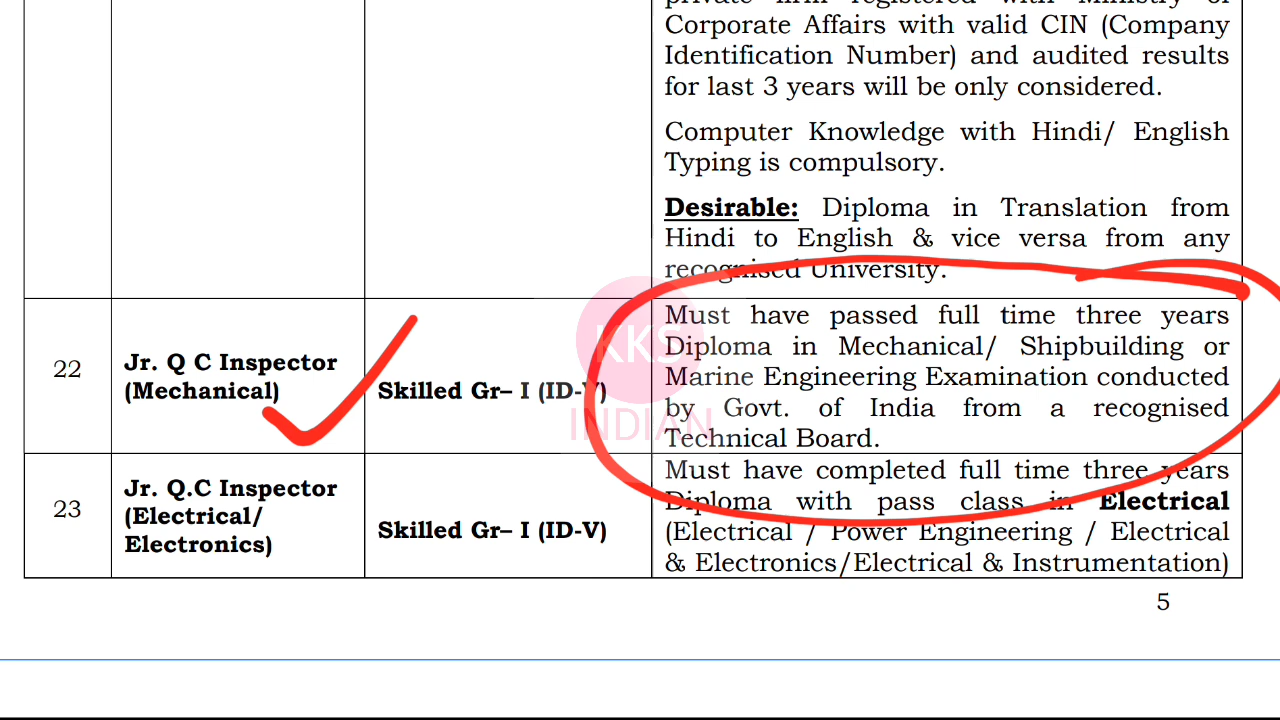 private firm registered with Ministry of
Corporate Affairs with valid CIN (Company
Identification Number) and audited results
for last 3 years will be only considered.
Computer Knowledge with Hindi/ English
Typing is compulsory.
Desirable: Diploma in Translation from
Hindi to English & vice versa from any
recognised University.
22
Jr. Q C Inspector
(Mechanical)
Skilled Gr– I (ID-V)
Must have passed full time three years
Diploma in Mechanical/ Shipbuilding or
Marine Engineering Examination conducted
by Govt. of India from a recognised
Technical Board.
23
Jr. Q.C Inspector
(Electrical/
Electronics)
Skilled Gr– I (ID-V)
Must have completed full time three years
Diploma with pass class in Electrical
(Electrical / Power Engineering / Electrical
& Electronics/Electrical & Instrumentation)
5
KKS
INDIAN